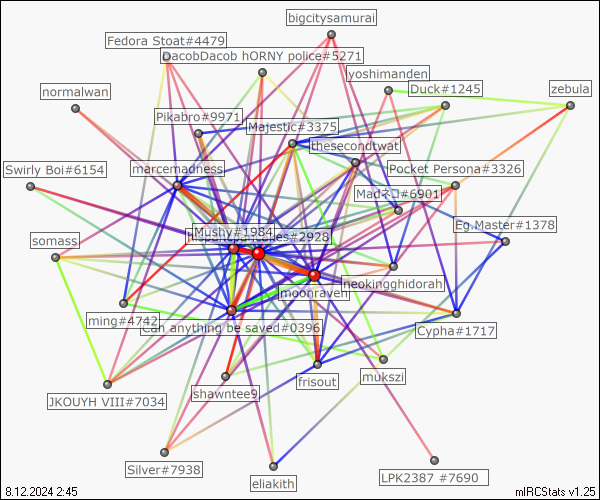 bigcitysamurai
Fedora Stoat#4479
DacobDacob hORNY police#5271
yoshimanden
Duck#1245
zebula
normalwan
Pikabro#9971
Majestic#3375
thesecondtwat
Swirly Boi#6154
marcemadness
Pocket Persona#3326
Eg.Master#1378
Mushy#1984
#2928
somass
neokingghidorah
moonraven
ming#4742
Can anything be saved#0396
Cypha#1717
frisout
mukszi
JKOUYH VIII#7034
shawntee9
Silver#7938
eliakith
LPK2387 #7690
8.12.2024 2:45
mIRCStats v1.25